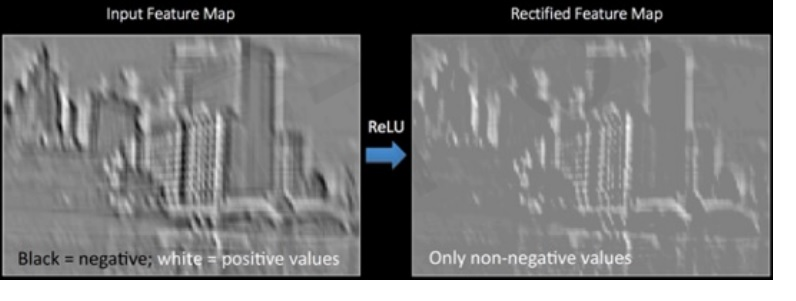 Input Feature Map
Rectified Feature Map
ReLU
Black = negative; white = positive values
Only non-negative values